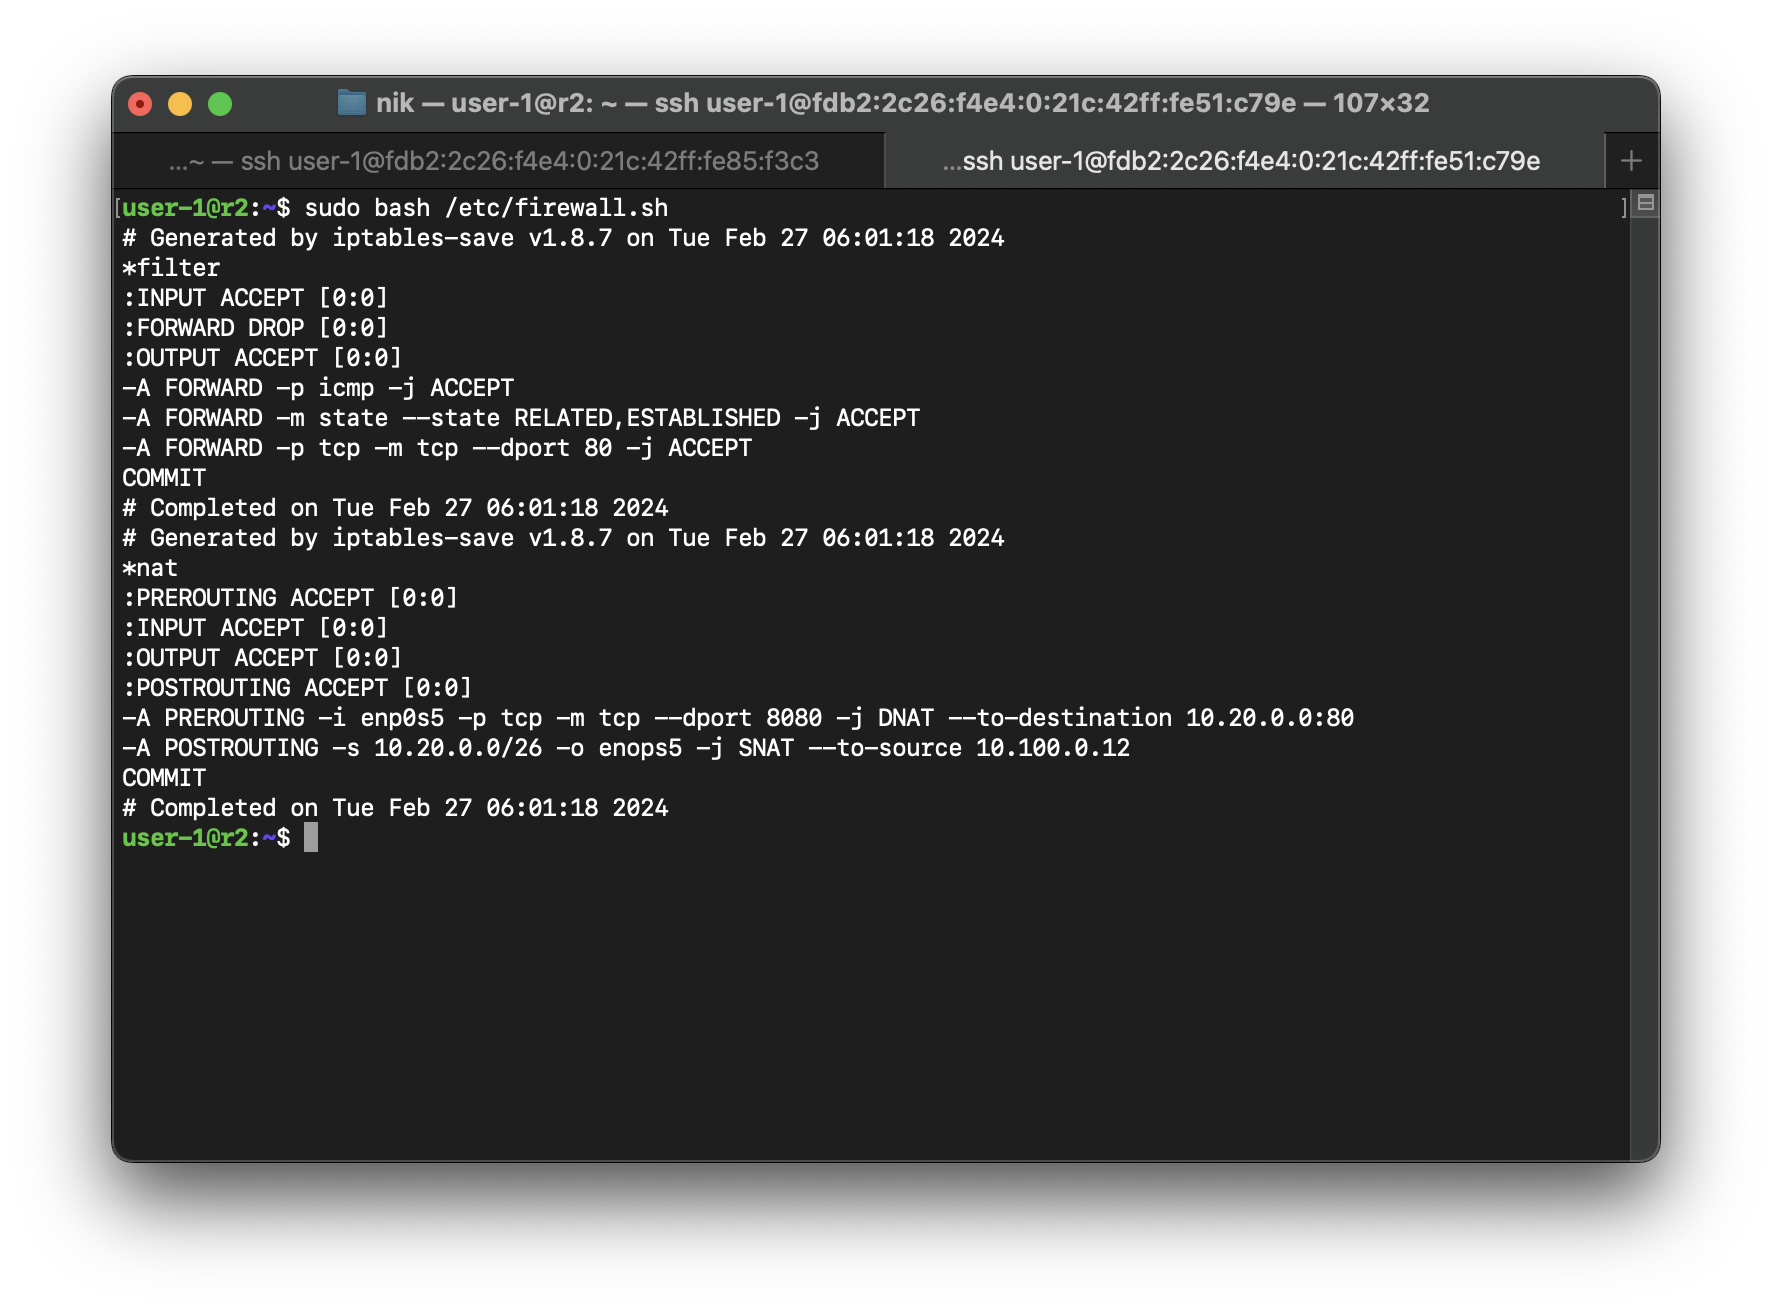 nik — user-1@r2: ~ — ssh user-1@fdb2:2c26:f4e4:0:21c:42ff:fe51:c79e — 107×32
...~ — ssh user-1@fdb2:2c26:f4e4:0:21c:42ff:fe85:f3c3
...ssh user-1@fdb2:2c26:f4e4:0:21c:42ff:fe51:c79e
[user-1@r2:~$ sudo bash /etc/firewall.sh ]
# Generated by iptables-save v1.8.7 on Tue Feb 27 06:01:18 2024
*filter
:INPUT ACCEPT [0:0]
:FORWARD DROP [0:0]
:OUTPUT ACCEPT [0:0]
-A FORWARD -p icmp -j ACCEPT
-A FORWARD -m state --state RELATED,ESTABLISHED -j ACCEPT
-A FORWARD -p tcp -m tcp --dport 80 -j ACCEPT
COMMIT
# Completed on Tue Feb 27 06:01:18 2024
# Generated by iptables-save v1.8.7 on Tue Feb 27 06:01:18 2024
*nat
:PREROUTING ACCEPT [0:0]
:INPUT ACCEPT [0:0]
:OUTPUT ACCEPT [0:0]
:POSTROUTING ACCEPT [0:0]
-A PREROUTING -i enp0s5 -p tcp -m tcp --dport 8080 -j DNAT --to-destination 10.20.0.0:80
-A POSTROUTING -s 10.20.0.0/26 -o enops5 -j SNAT --to-source 10.100.0.12
COMMIT
# Completed on Tue Feb 27 06:01:18 2024
user-1@r2:~$